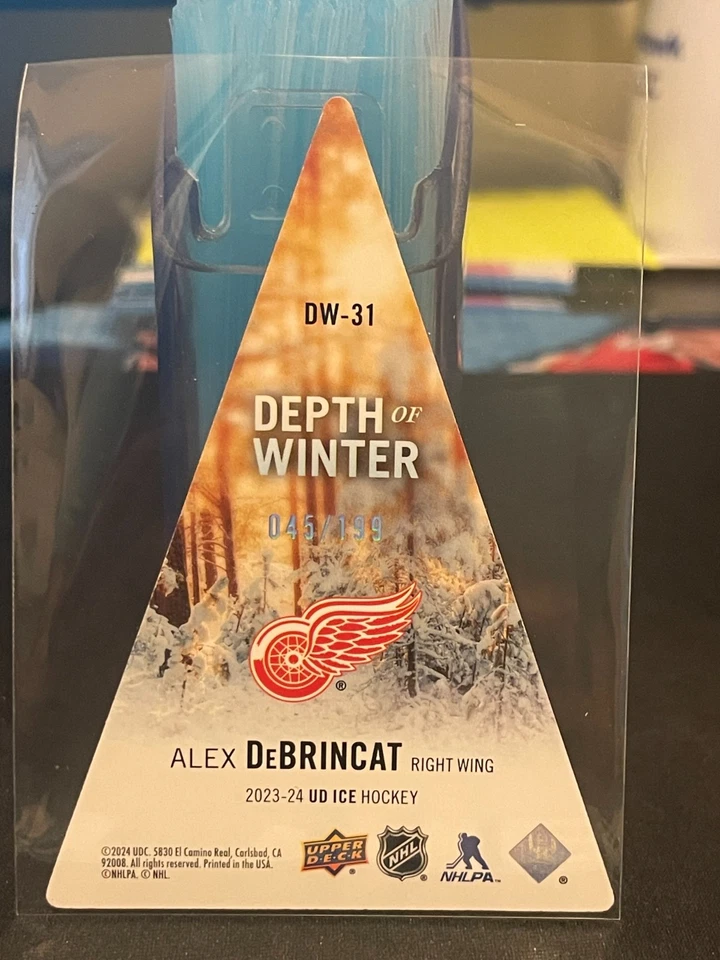 DW-31
DEPTH OF
WINTER
045/199
®
ALEX DeBRINCAT RIGHT WING
2023-24 UD ICE HOCKEY
©2024 UDC. 5830 El Camino Real, Carlsbad, CA
92008. All rights reserved. Printed in the USA.
©NHLPA. © NHL.
UPPER
DECK
®
NHL
®
NHLPA™
®